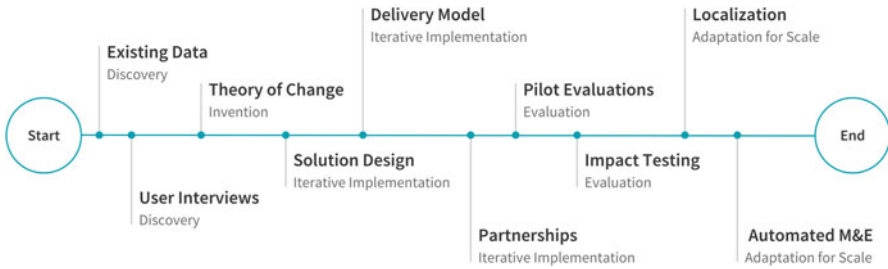 Start
Existing Data
Discovery
User Interviews
Discovery
Theory of Change
Invention
Solution Design
Iterative Implementation
Delivery Model
Iterative Implementation
Partnerships
Iterative Implementation
Pilot Evaluations
Evaluation
Impact Testing
Evaluation
Localization
Adaptation for Scale
Automated M&E
Adaptation for Scale
End